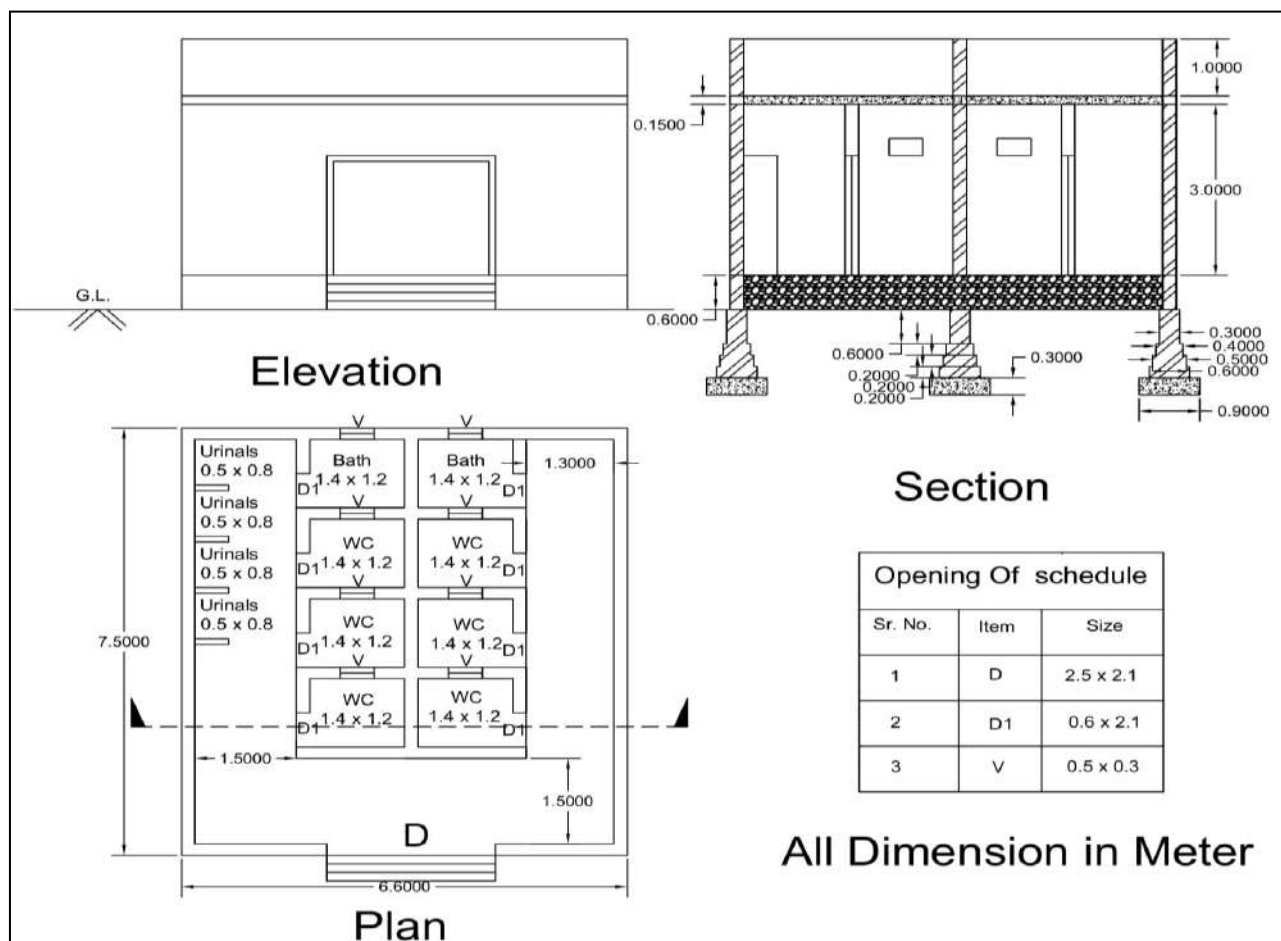 1.0000
0.1500
3.0000
G.L.
0.6000
0.3000
0.4000
0.6000
0.3000
0.5000
0.2000
0.6000
0.2000
0.2000
0.9000
Elevation
Section
V V
Urinals
0.5 x 0.8
Bath
1.4 x 1.2
Bath
1.4 x 1.2
1.3000
D1 V V D1
Urinals
0.5 x 0.8
WC
1.4 x 1.2
WC
1.4 x 1.2
D1 V V D1
Urinals
0.5 x 0.8
WC
1.4 x 1.2
WC
1.4 x 1.2
D1 V V D1
Urinals
0.5 x 0.8
WC
1.4 x 1.2
WC
1.4 x 1.2
D1 D1
7.5000
1.5000
1.5000
D
6.6000
Plan
Opening Of schedule
Sr. No. Item Size
1 D 2.5 x 2.1
2 D1 0.6 x 2.1
3 V 0.5 x 0.3
All Dimension in Meter